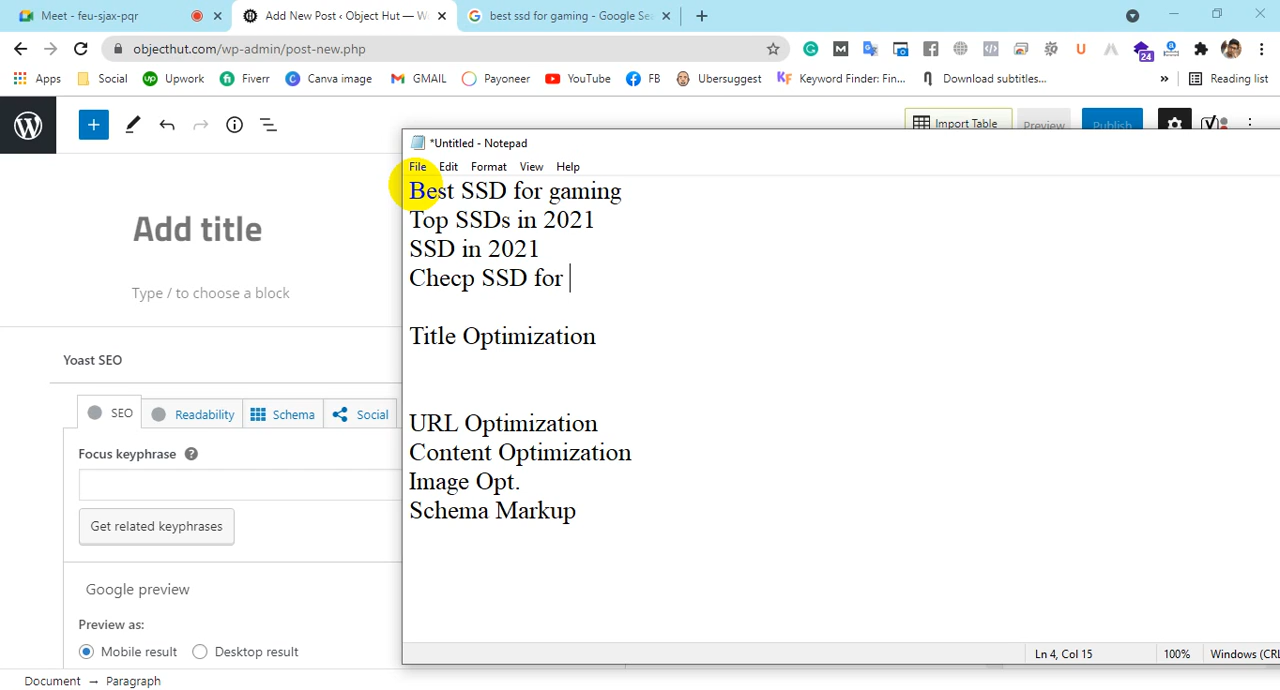 Meet - feu-sjax-pqr
Add New Post ‹ Object Hut — W
best ssd for gaming - Google Se
objecthut.com/wp-admin/post-new.php
24
Apps
Social
Upwork
Fiverr
Canva image
GMAIL
Payoneer
YouTube
FB
Ubersuggest
Keyword Finder: Fin...
Download subtitles...
»
Reading list
Import Table
Preview
Publish
*Untitled - Notepad
File Edit Format View Help
Best SSD for gaming
Top SSDs in 2021
SSD in 2021
Checp SSD for
Title Optimization
URL Optimization
Content Optimization
Image Opt.
Schema Markup
Ln 4, Col 15
100%
Windows (CRL
Add title
Type / to choose a block
Yoast SEO
SEO
Readability
Schema
Social
Focus keyphrase
Get related keyphrases
Google preview
Preview as:
Mobile result
Desktop result
Document → Paragraph